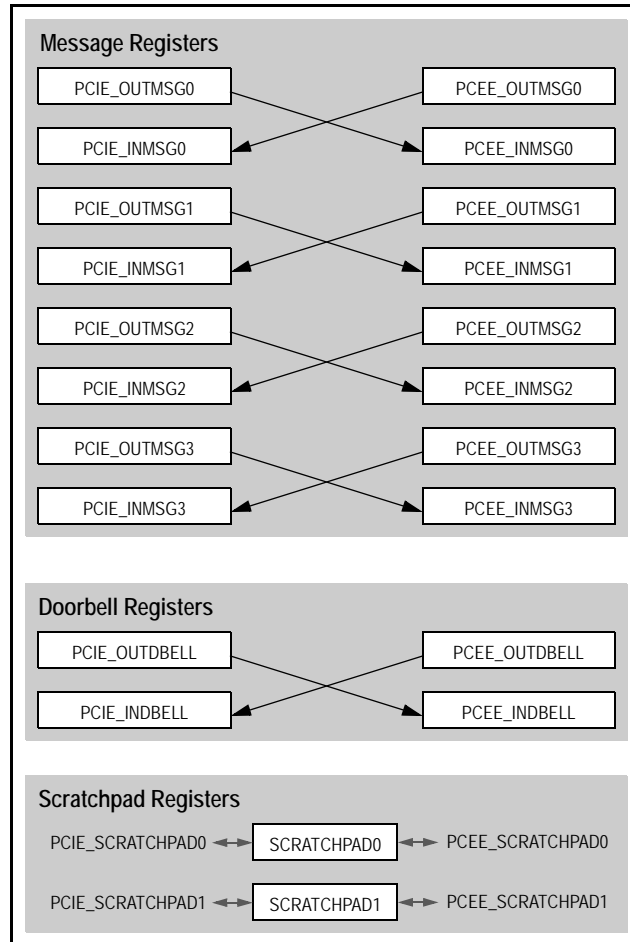 Message Registers
PCIE_OUTMSG0 PCEE_OUTMSG0
PCIE_INMSG0 PCEE_INMSG0
PCIE_OUTMSG1 PCEE_OUTMSG1
PCIE_INMSG1 PCEE_INMSG1
PCIE_OUTMSG2 PCEE_OUTMSG2
PCIE_INMSG2 PCEE_INMSG2
PCIE_OUTMSG3 PCEE_OUTMSG3
PCIE_INMSG3 PCEE_INMSG3
Doorbell Registers
PCIE_OUTDBELL PCEE_OUTDBELL
PCIE_INDBELL PCEE_INDBELL
Scratchpad Registers
PCIE_SCRATCHPAD0 SCRATCHPAD0 PCEE_SCRATCHPAD0
PCIE_SCRATCHPAD1 SCRATCHPAD1 PCEE_SCRATCHPAD1